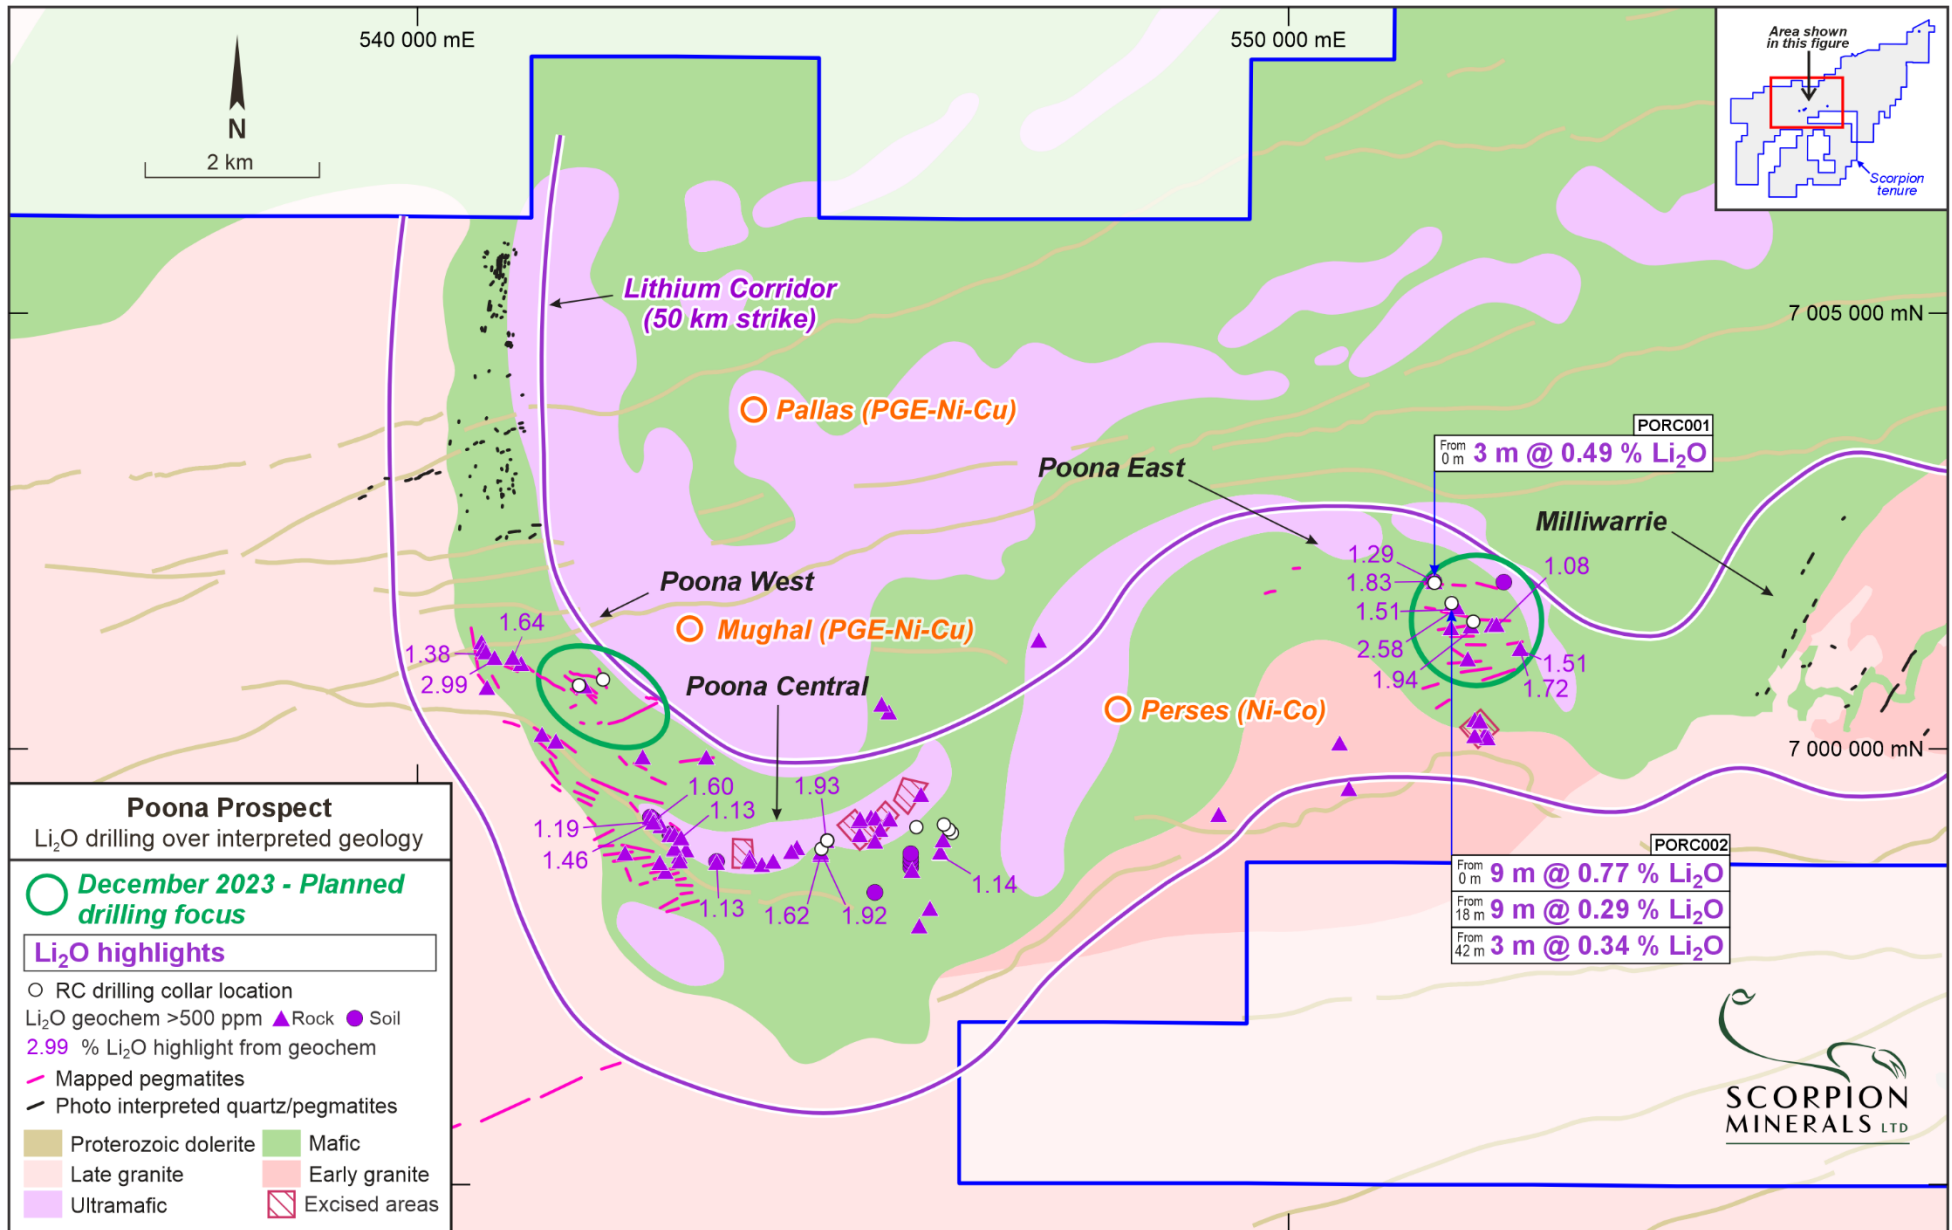 540 000 mE
550 000 mE
Area shown
in this figure
Scorpion
tenure
N
2 km
Lithium Corridor
(50 km strike)
7 005 000 mN
Pallas (PGE-Ni-Cu)
PORC001
From
0 m 3 m @ 0.49 % Li₂O
Poona East
Milliwarrie
1.29
1.83
1.08
1.51
2.58
1.94
1.51
1.72
Poona West
Mughal (PGE-Ni-Cu)
1.64
1.38
2.99
Poona Central
Perses (Ni-Co)
7 000 000 mN
1.60
1.93
1.13
1.19
1.46
1.13
1.62
1.92
1.14
PORC002
From
0 m 9 m @ 0.77 % Li₂O
From
18 m 9 m @ 0.29 % Li₂O
From
42 m 3 m @ 0.34 % Li₂O
Poona Prospect
Li₂O drilling over interpreted geology
December 2023 - Planned
drilling focus
Li₂O highlights
RC drilling collar location
Li₂O geochem >500 ppm Rock Soil
2.99 % Li₂O highlight from geochem
Mapped pegmatites
Photo interpreted quartz/pegmatites
Proterozoic dolerite Mafic
Late granite Early granite
Ultramafic Excised areas
SCORPION
MINERALS LTD